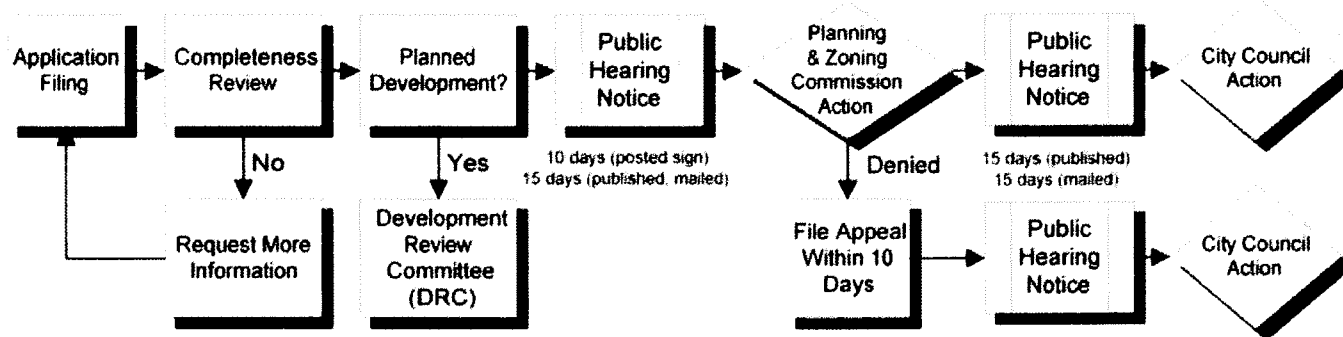 Application
Filing
Completeness
Review
Planned
Development?
Public
Hearing
Notice
Planning
& Zoning
Commission
Action
Public
Hearing
Notice
City Council
Action
No
Yes
10 days (posted sign)
15 days (published, mailed)
Denied
15 days (published)
15 days (mailed)
Request More
Information
Development
Review
Committee
(DRC)
File Appeal
Within 10
Days
Public
Hearing
Notice
City Council
Action